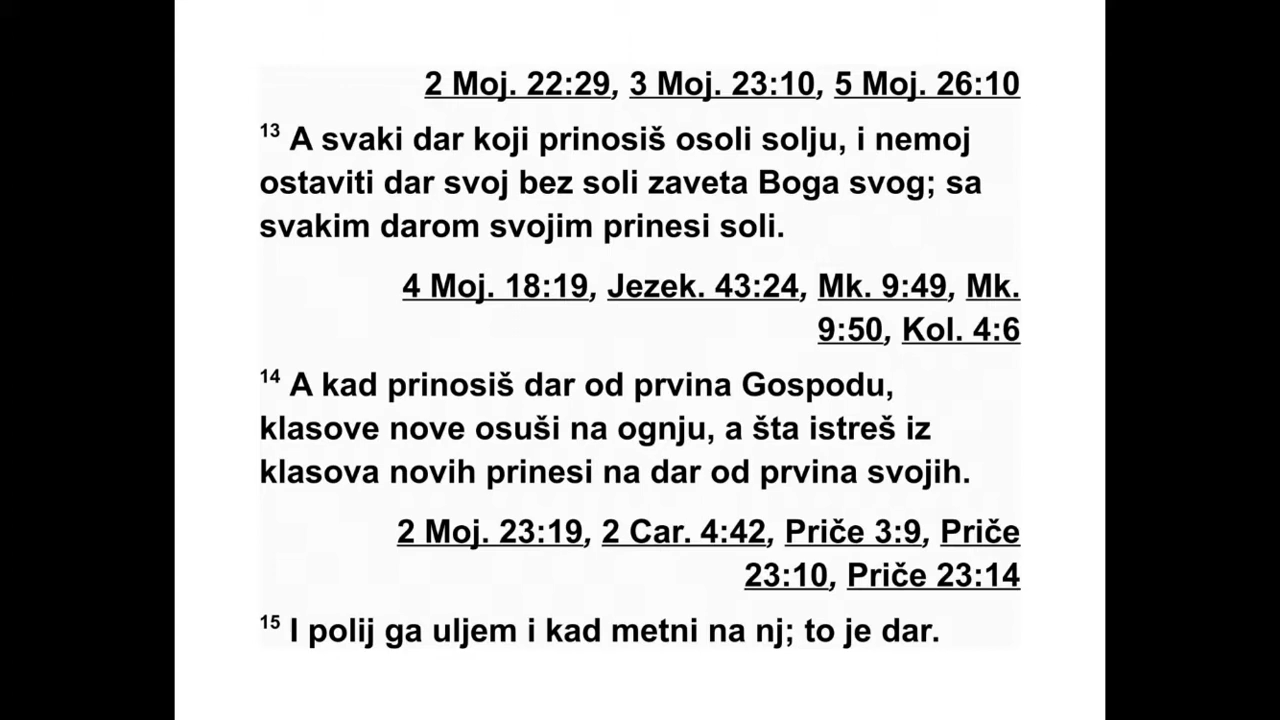 2 Moj. 22:29, 3 Moj. 23:10, 5 Moj. 26:10
13 A svaki dar koji prinosiš osoli solju, i nemoj
ostaviti dar svoj bez soli zaveta Boga svog; sa
svakim darom svojim prinesi soli.
4 Moj. 18:19, Jezek. 43:24, Mk. 9:49, Mk.
9:50, Kol. 4:6
14 A kad prinosiš dar od prvina Gospodu,
klasove nove osuši na ognju, a šta istreš iz
klasova novih prinesi na dar od prvina svojih.
2 Moj. 23:19, 2 Car. 4:42, Priče 3:9, Priče
23:10, Priče 23:14
15 I polij ga uljem i kad metni na nj; to je dar.